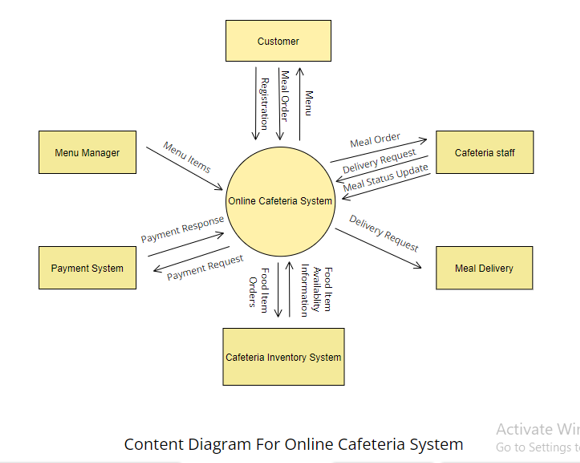 Customer
Registration
Meal Order
Menu
Menu Manager
Menu Items
Meal Order
Delivery Request
Meal Status Update
Cafeteria staff
Online Cafeteria System
Payment Response
Payment Request
Payment System
Delivery Request
Meal Delivery
Food Item
Orders
Food Item
Availablity
Information
Cafeteria Inventory System
Content Diagram For Online Cafeteria System
Activate Wi
Go to Settings t